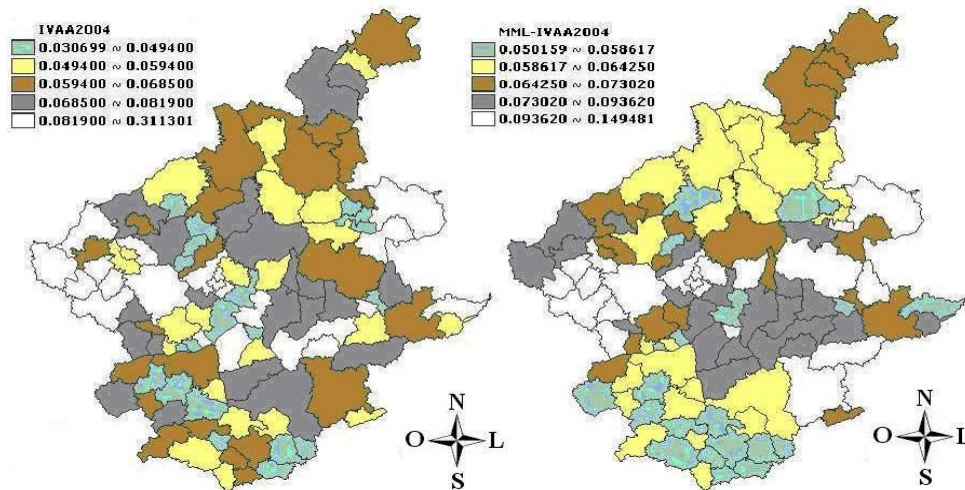 IVAA2004
0.030699 ~ 0.049400
0.049400 ~ 0.059400
0.059400 ~ 0.068500
0.068500 ~ 0.081900
0.081900 ~ 0.311301
MML-IVAA2004
0.050159 ~ 0.058617
0.058617 ~ 0.064250
0.064250 ~ 0.073020
0.073020 ~ 0.093620
0.093620 ~ 0.149481
N
O L
S
N
O L
S